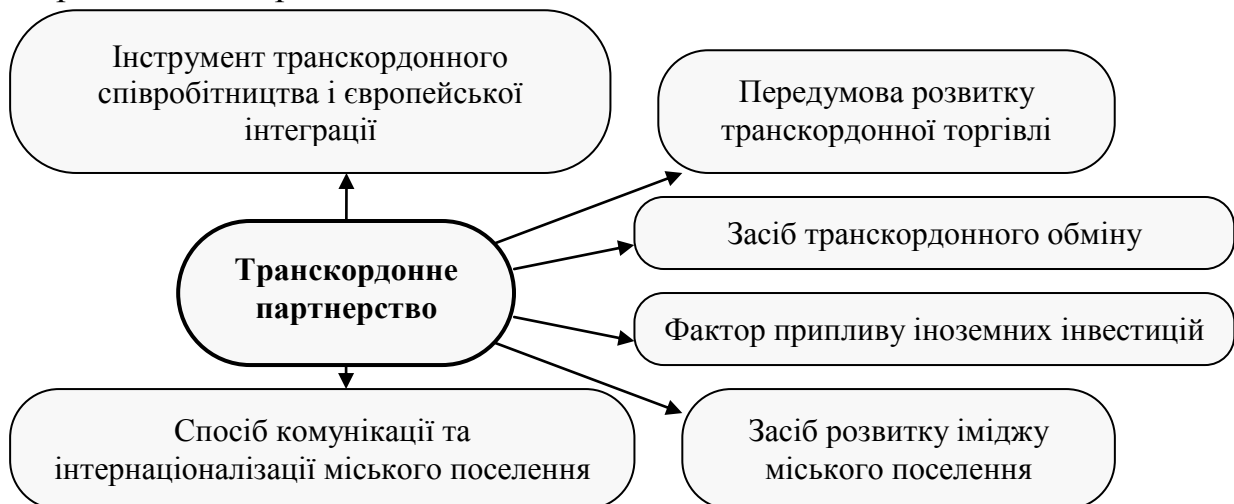 Інструмент транскордонного
співробітництва і європейської
інтеграції
Передумова розвитку
транскордонної торгівлі
Засіб транскордонного обміну
Транскордонне
партнерство
Фактор припливу іноземних інвестицій
Спосіб комунікації та
інтернаціоналізації міського поселення
Засіб розвитку іміджу
міського поселення